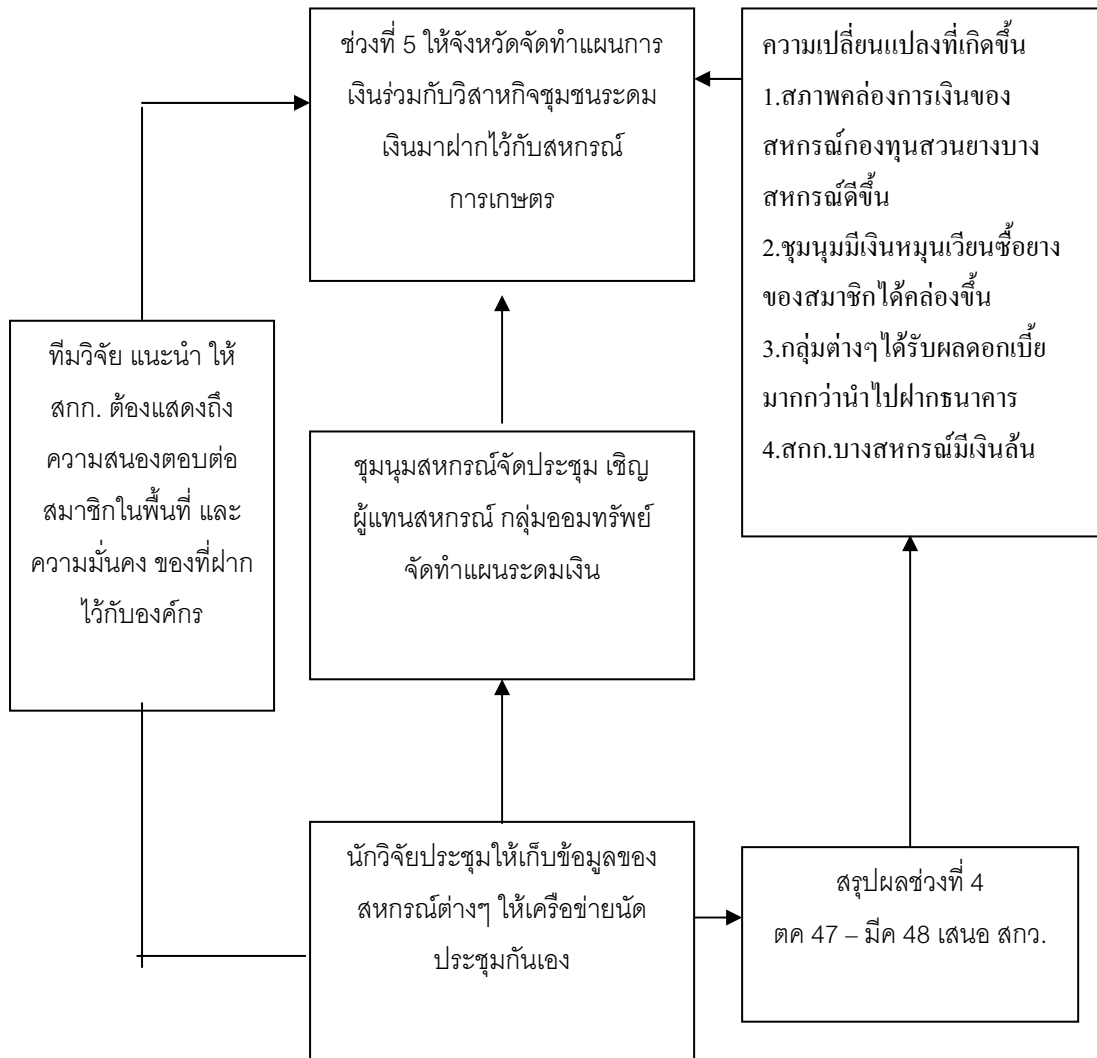 ช่วงที่ 5 ให้จังหวัดจัดทำแผนการ
เงินร่วมกับวิสาหกิจชุมชนระดม
เงินมาฝากไว้กับสหกรณ์
การเกษตร
ความเปลี่ยนแปลงที่เกิดขึ้น
1.สภาพคล่องการเงินของ
สหกรณ์กองทุนสวนยางบาง
สหกรณ์ดีขึ้น
2.ชุมนุมมีเงินหมุนเวียนซื้อยาง
ของสมาชิกได้คล่องขึ้น
3.กลุ่มต่างๆได้รับผลดอกเบี้ย
มากกว่านำไปฝากธนาคาร
4.สกก.บางสหกรณ์มีเงินล้น
ทีมวิจัย แนะนำ ให้
สกก. ต้องแสดงถึง
ความสนองตอบต่อ
สมาชิกในพื้นที่ และ
ความมั่นคง ของที่ฝาก
ไว้กับองค์กร
ชุมนุมสหกรณ์จัดประชุม เชิญ
ผู้แทนสหกรณ์ กลุ่มออมทรัพย์
จัดทำแผนระดมเงิน
นักวิจัยประชุมให้เก็บข้อมูลของ
สหกรณ์ต่างๆ ให้เครือข่ายนัด
ประชุมกันเอง
สรุปผลช่วงที่ 4
ตค 47 – มีค 48 เสนอ สกว.